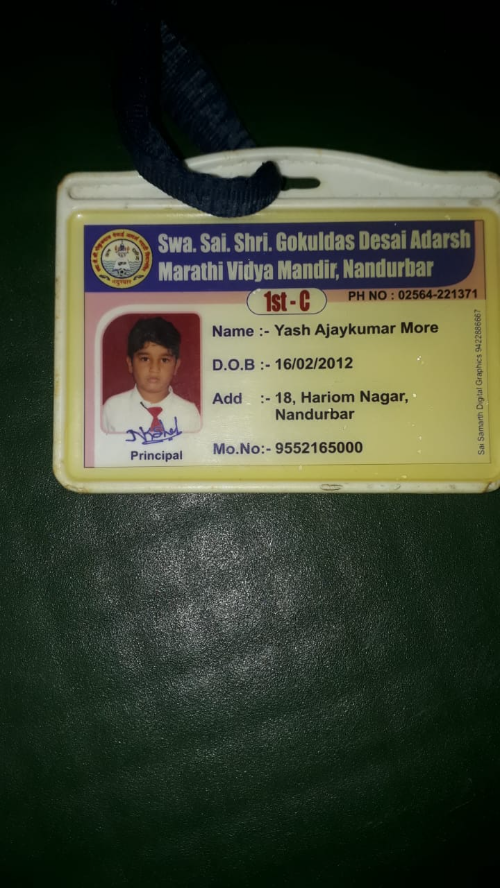 Swa. Sai. Shri. Gokuldas Desai Adarsh
Marathi Vidya Mandir, Nandurbar
1st - C
PH NO : 02564-221371
Name :- Yash Ajaykumar More
D.O.B :- 16/02/2012
Add :- 18, Hariom Nagar,
Nandurbar
Mo.No:- 9552165000
Principal
Sai Samarth Digital Graphics 9422886667